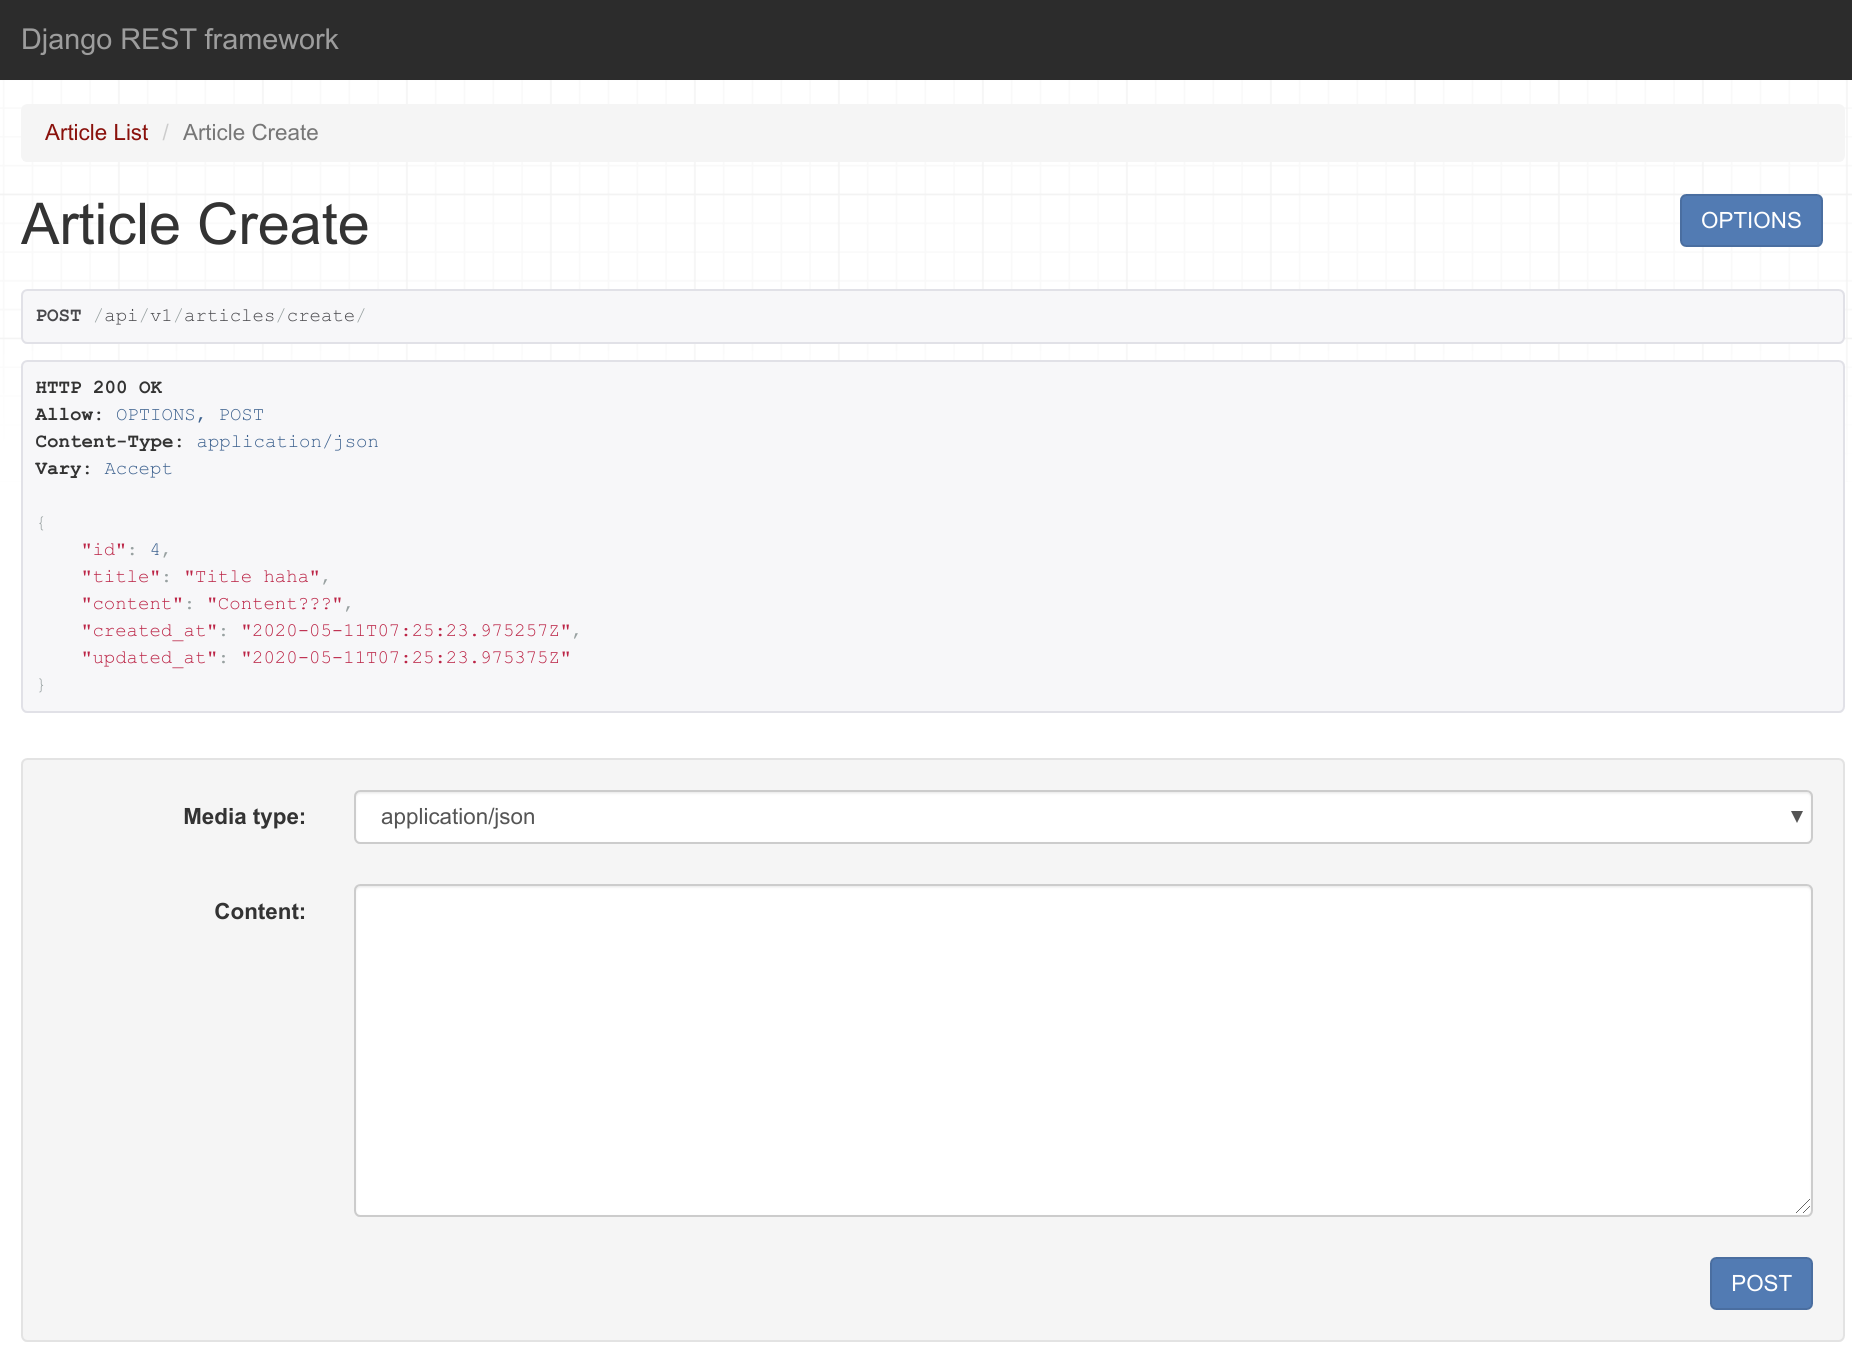 Django REST framework
Article List / Article Create
Article Create
OPTIONS
POST /api/v1/articles/create/
HTTP 200 OK
Allow: OPTIONS, POST
Content-Type: application/json
Vary: Accept
{
    "id": 4,
    "title": "Title haha",
    "content": "Content???",
    "created_at": "2020-05-11T07:25:23.975257Z",
    "updated_at": "2020-05-11T07:25:23.975375Z"
}
Media type: application/json
Content:
POST